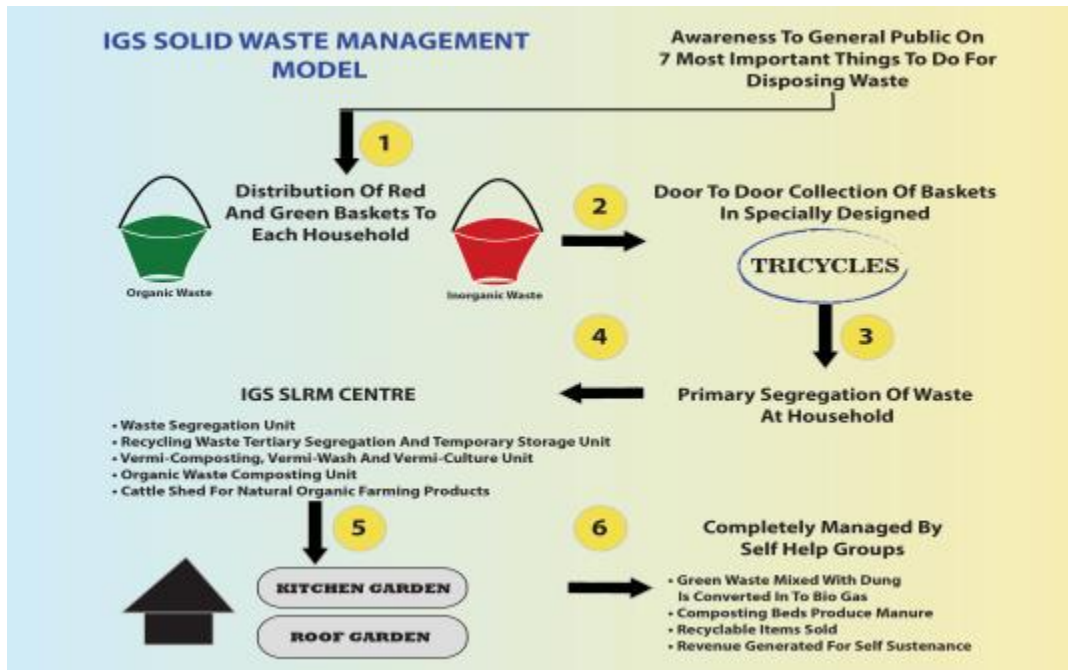 IGS SOLID WASTE MANAGEMENT
MODEL
Awareness To General Public On
7 Most Important Things To Do For
Disposing Waste
1
Distribution Of Red
And Green Baskets To
Each Household
Organic Waste
Inorganic Waste
2
Door To Door Collection Of Baskets
In Specially Designed
TRICYCLES
3
Primary Segregation Of Waste
At Household
4
IGS SLRM CENTRE
• Waste Segregation Unit
• Recycling Waste Tertiary Segregation And Temporary Storage Unit
• Vermi-Composting, Vermi-Wash And Vermi-Culture Unit
• Organic Waste Composting Unit
• Cattle Shed For Natural Organic Farming Products
5
KITCHEN GARDEN
ROOF GARDEN
6
Completely Managed By
Self Help Groups
• Green Waste Mixed With Dung
Is Converted In To Bio Gas
• Composting Beds Produce Manure
• Recyclable Items Sold
• Revenue Generated For Self Sustenance